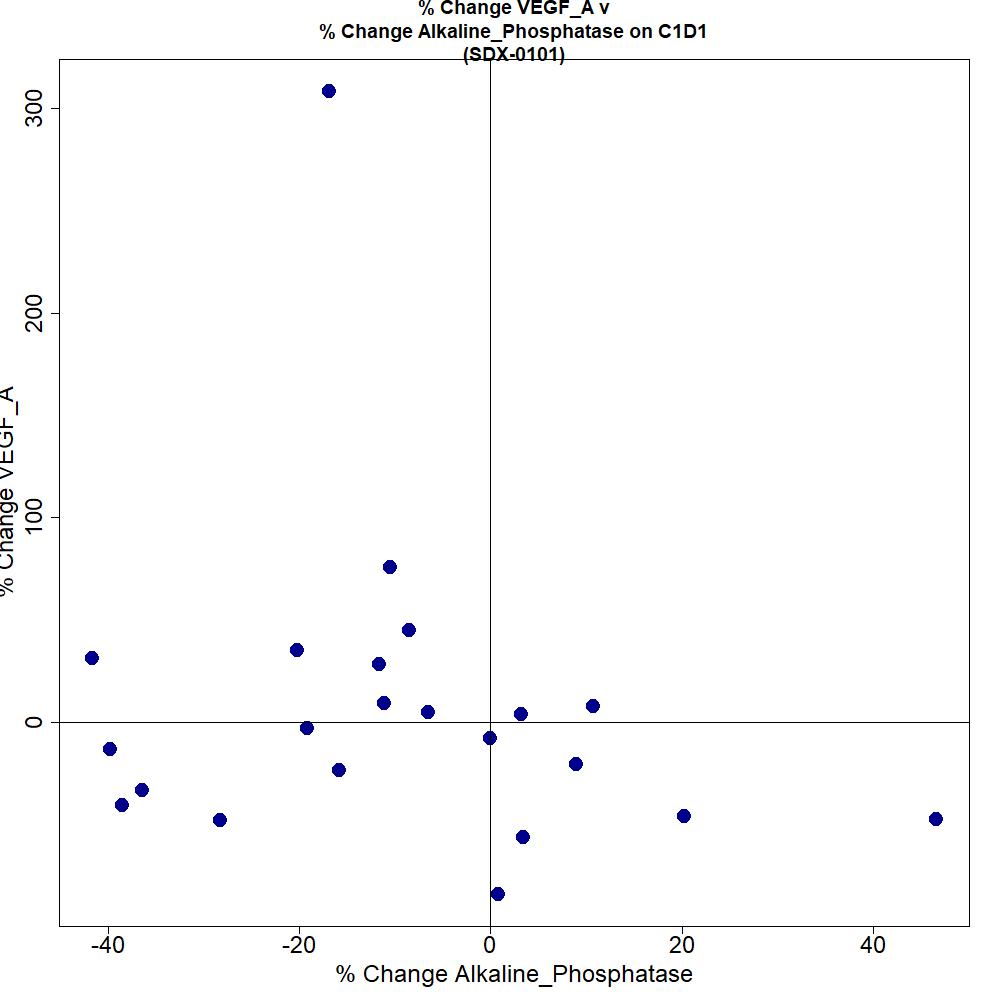 % Change VEGF_A v
% Change Alkaline_Phosphatase on C1D1
(SDX-0101)
% Change VEGF_A
300
200
100
0
-40
-20
0
20
40
% Change Alkaline_Phosphatase